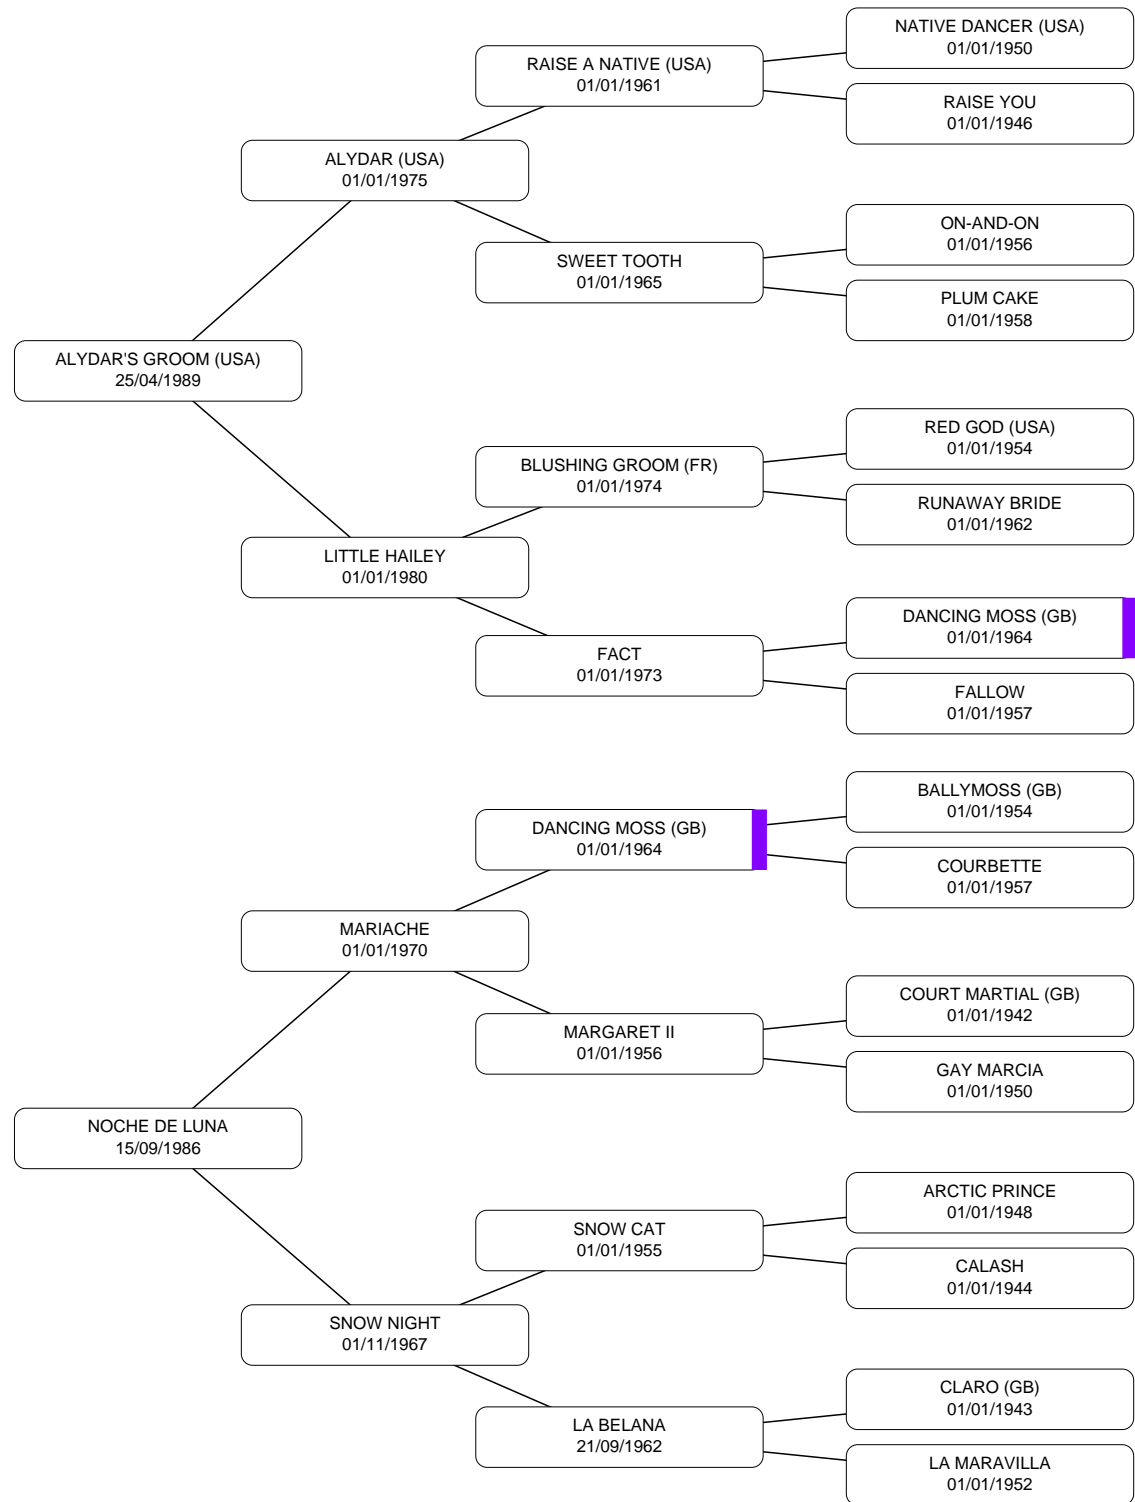 NATIVE DANCER (USA)
01/01/1950
RAISE A NATIVE (USA)
01/01/1961
RAISE YOU
01/01/1946
ALYDAR (USA)
01/01/1975
ON-AND-ON
01/01/1956
SWEET TOOTH
01/01/1965
PLUM CAKE
01/01/1958
ALYDAR'S GROOM (USA)
25/04/1989
RED GOD (USA)
01/01/1954
BLUSHING GROOM (FR)
01/01/1974
RUNAWAY BRIDE
01/01/1962
LITTLE HAILEY
01/01/1980
DANCING MOSS (GB)
01/01/1964
FACT
01/01/1973
FALLOW
01/01/1957
BALLYMOSS (GB)
01/01/1954
DANCING MOSS (GB)
01/01/1964
COURBETTE
01/01/1957
MARIACHE
01/01/1970
COURT MARTIAL (GB)
01/01/1942
MARGARET II
01/01/1956
GAY MARCIA
01/01/1950
NOCHE DE LUNA
15/09/1986
ARCTIC PRINCE
01/01/1948
SNOW CAT
01/01/1955
CALASH
01/01/1944
SNOW NIGHT
01/11/1967
CLARO (GB)
01/01/1943
LA BELANA
21/09/1962
LA MARAVILLA
01/01/1952